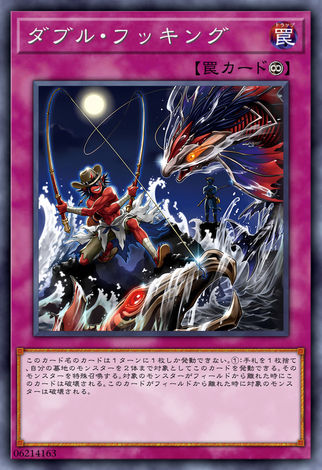 ダブル・フッキング
トラップ
罠
【罠カード】
このカード名のカードは1ターンに1枚しか発動できない。①:手札を1枚捨て
、自分の墓地のモンスターを2体まで対象としてこのカードを発動できる。その
モンスターを特殊召喚する。対象のモンスターがフィールドから離れた時にこ
のカードは破壊される。このカードがフィールドから離れた時に対象のモンス
ターは破壊される。
06214163